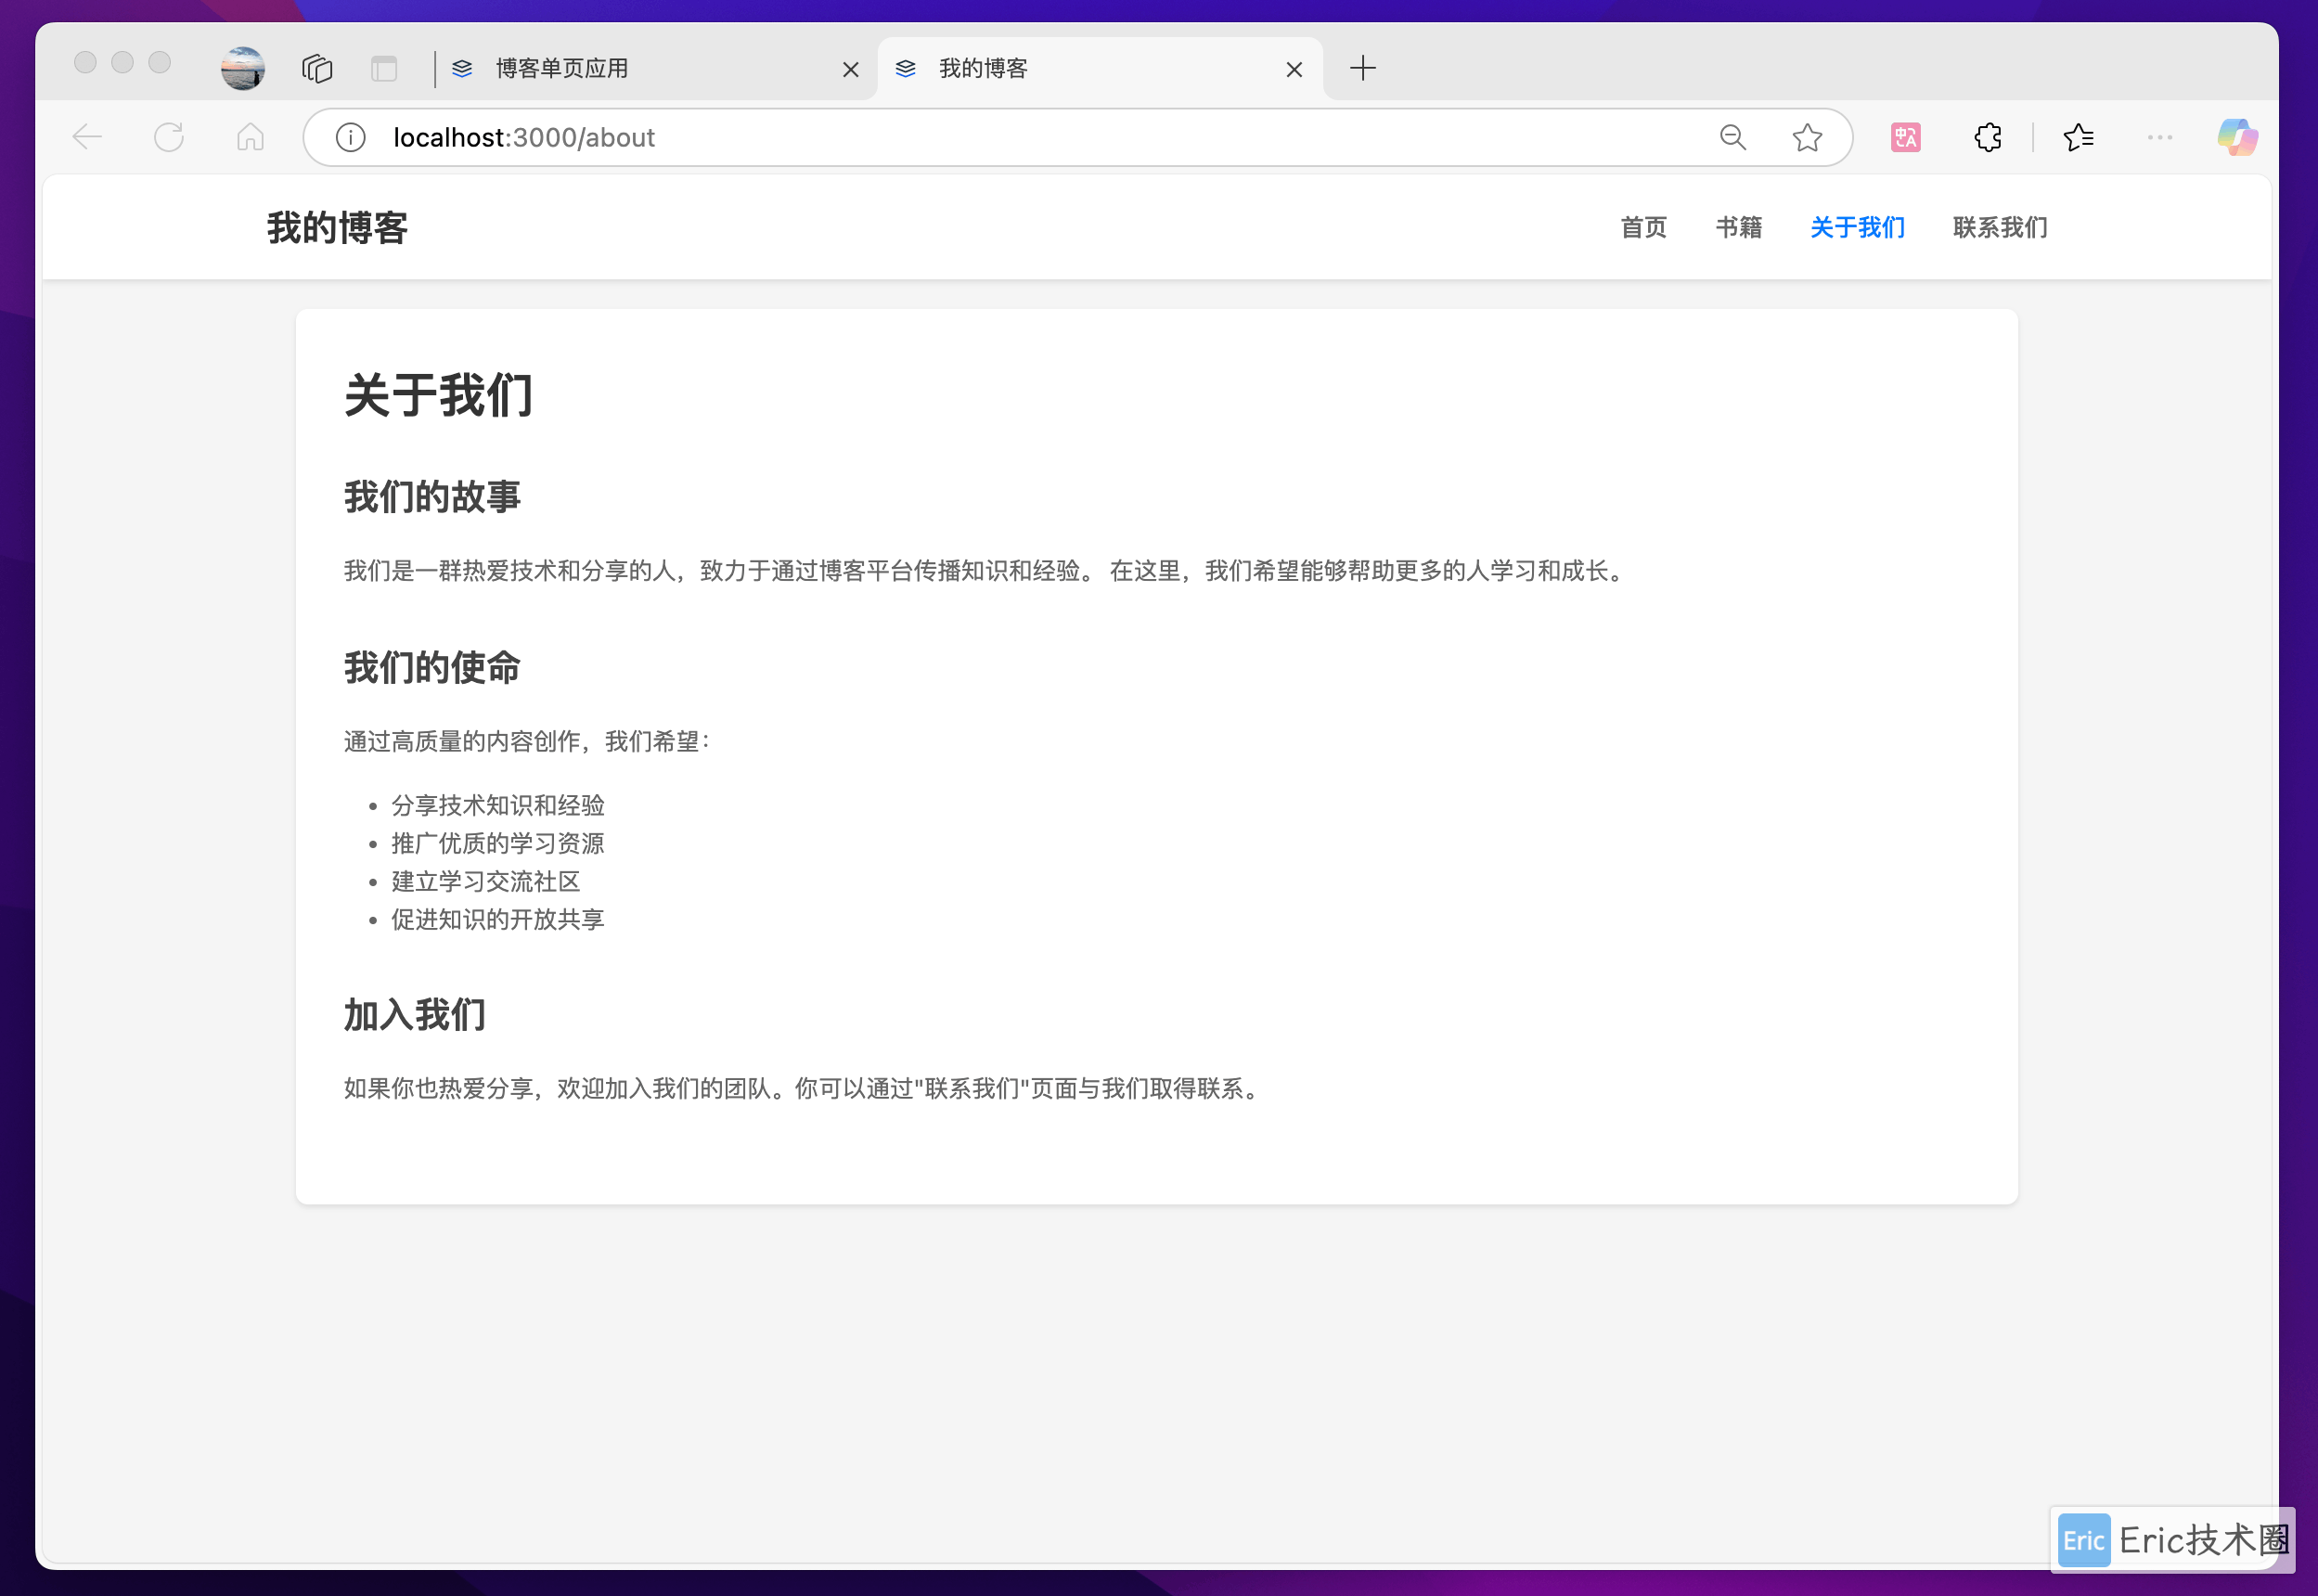 博客单页应用
我的博客
localhost:3000/about
我的博客
首页 书籍 关于我们 联系我们
关于我们
我们的故事
我们是一群热爱技术和分享的人，致力于通过博客平台传播知识和经验。 在这里，我们希望能够帮助更多的人学习和成长。
我们的使命
通过高质量的内容创作，我们希望：
• 分享技术知识和经验
• 推广优质的学习资源
• 建立学习交流社区
• 促进知识的开放共享
加入我们
如果你也热爱分享，欢迎加入我们的团队。你可以通过"联系我们"页面与我们取得联系。
Eric Eric技术圈